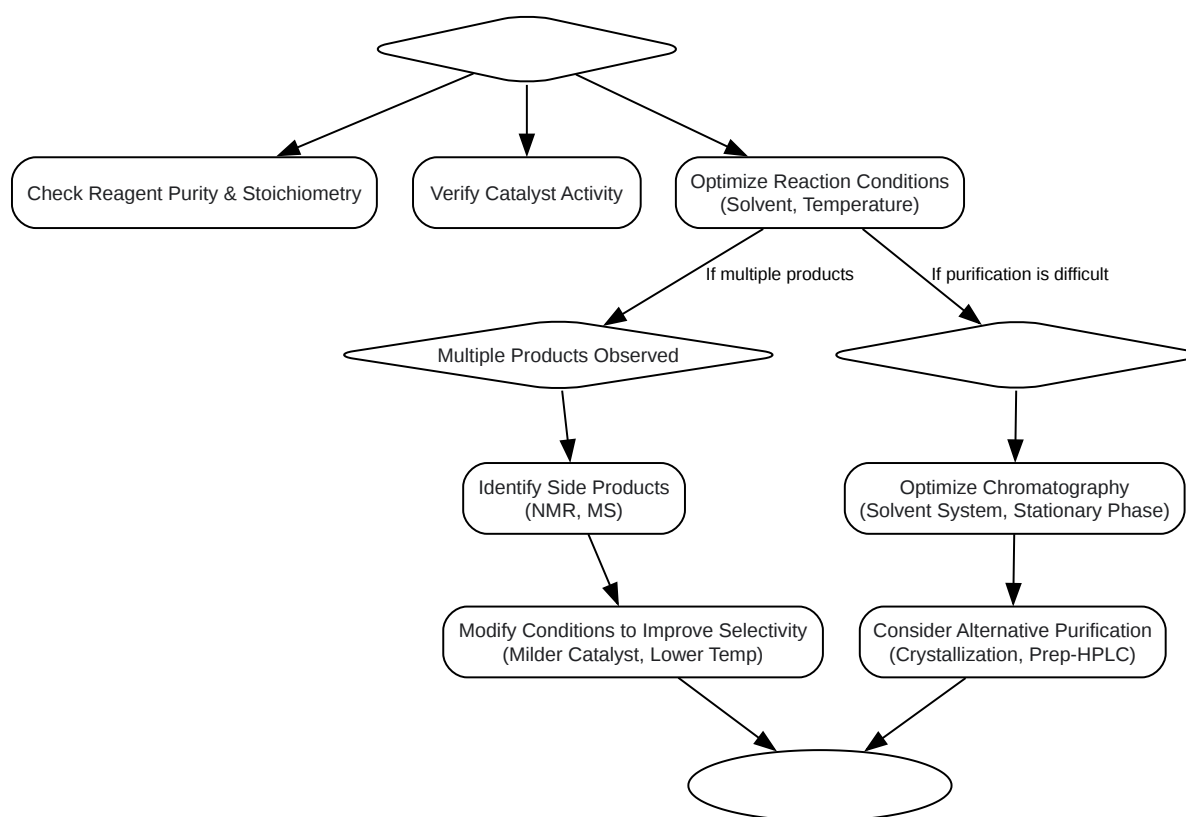 Check Reagent Purity & Stoichiometry
Verify Catalyst Activity
Optimize Reaction Conditions
(Solvent, Temperature)
If multiple products
If purification is difficult
Multiple Products Observed
Identify Side Products
(NMR, MS)
Optimize Chromatography
(Solvent System, Stationary Phase)
Modify Conditions to Improve Selectivity
(Milder Catalyst, Lower Temp)
Consider Alternative Purification
(Crystallization, Prep-HPLC)